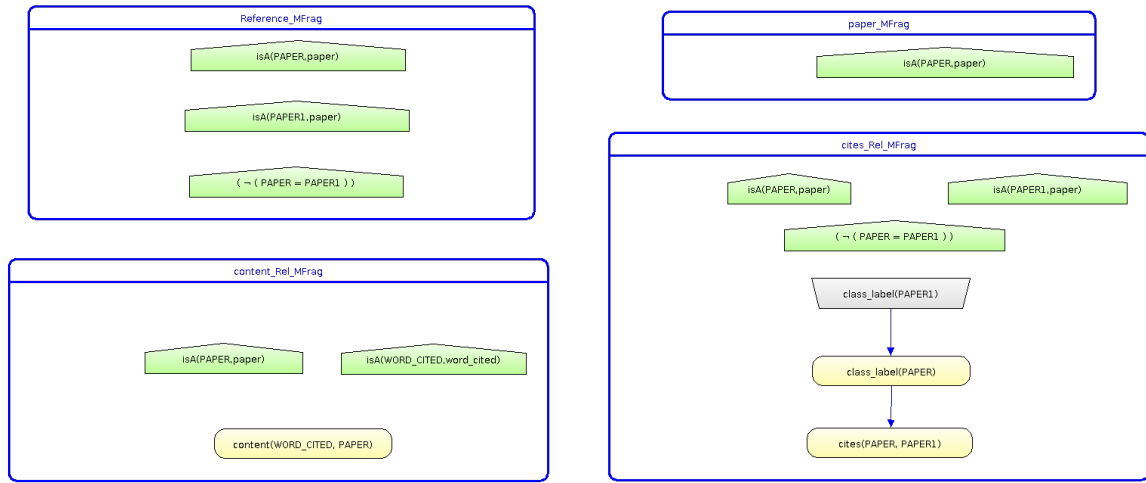 Reference_MFrag
isA(PAPER,paper)
isA(PAPER1,paper)
( ¬ ( PAPER = PAPER1 ) )
paper_MFrag
isA(PAPER,paper)
content_Rel_MFrag
isA(PAPER,paper)
isA(WORD_CITED,word_cited)
content(WORD_CITED, PAPER)
cites_Rel_MFrag
isA(PAPER,paper)
isA(PAPER1,paper)
( ¬ ( PAPER = PAPER1 ) )
class_label(PAPER1)
class_label(PAPER)
cites(PAPER, PAPER1)